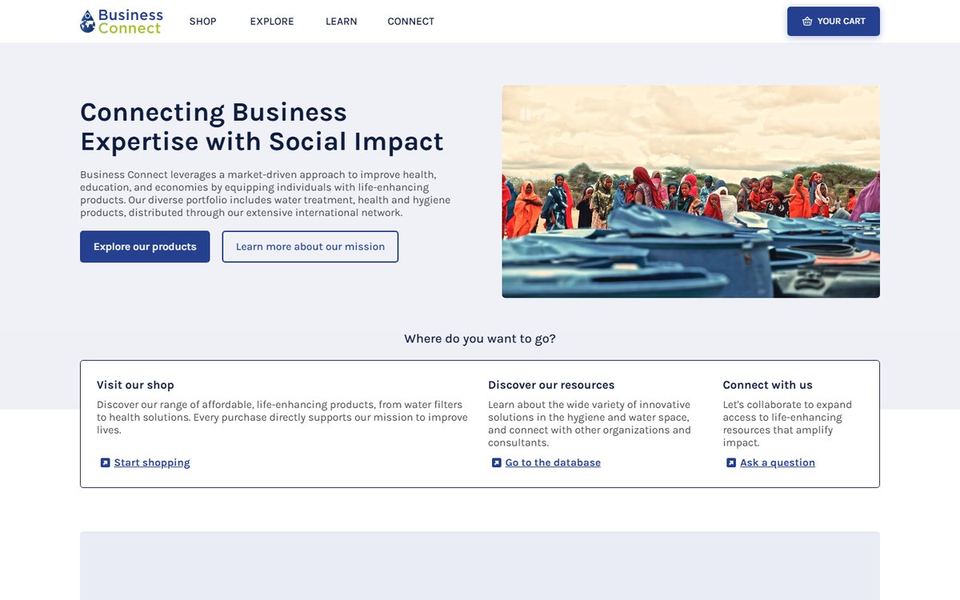 Business
Connect
SHOP
EXPLORE
LEARN
CONNECT
YOUR CART
Connecting Business
Expertise with Social Impact
Business Connect leverages a market-driven approach to improve health,
education, and economies by equipping individuals with life-enhancing
products. Our diverse portfolio includes water treatment, health and hygiene
products, distributed through our extensive international network.
Explore our products
Learn more about our mission
Where do you want to go?
Visit our shop
Discover our range of affordable, life-enhancing products, from water filters
to health solutions. Every purchase directly supports our mission to improve
lives.
Start shopping
Discover our resources
Learn about the wide variety of innovative
solutions in the hygiene and water space,
and connect with other organizations and
consultants.
Go to the database
Connect with us
Let's collaborate to expand
access to life-enhancing
resources that amplify
impact.
Ask a question